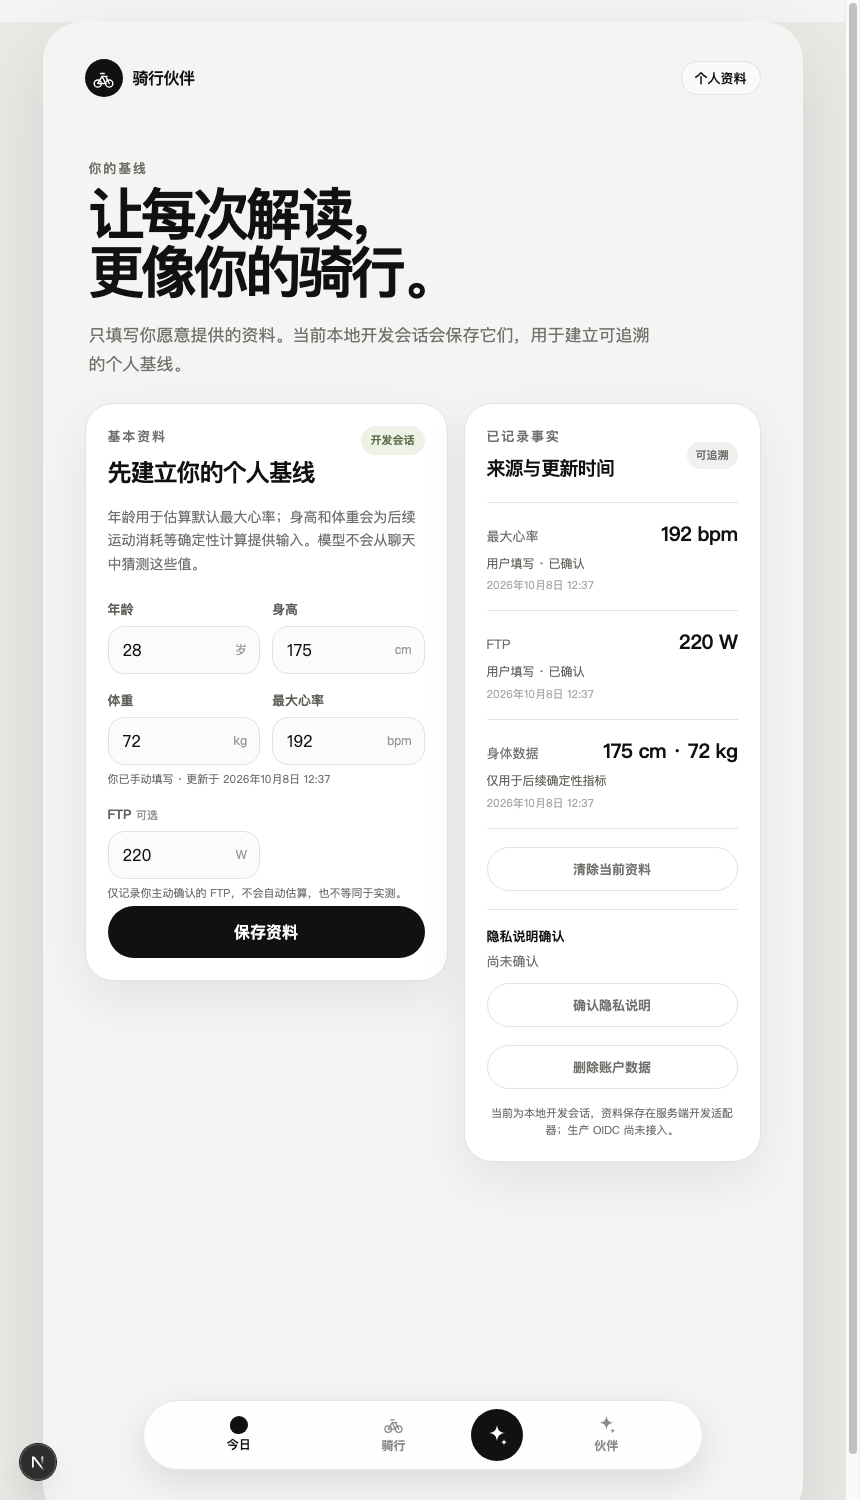 骑行伙伴
个人资料
你的基线
让每次解读，
更像你的骑行。
只填写你愿意提供的资料。当前本地开发会话会保存它们，用于建立可追溯
的个人基线。
基本资料
开发会话
先建立你的个人基线
年龄用于估算默认最大心率；身高和体重会为后续
运动消耗等确定性计算提供输入。模型不会从聊天
中猜测这些值。
年龄
身高
28 岁
175 cm
体重
最大心率
72 kg
192 bpm
你已手动填写 · 更新于 2026年10月8日 12:37
FTP 可选
220 W
仅记录你主动确认的 FTP，不会自动估算，也不等同于实测。
保存资料
已记录事实
来源与更新时间
可追溯
最大心率 192 bpm
用户填写 · 已确认
2026年10月8日 12:37
FTP 220 W
用户填写 · 已确认
2026年10月8日 12:37
身体数据 175 cm · 72 kg
仅用于后续确定性指标
2026年10月8日 12:37
清除当前资料
隐私说明确认
尚未确认
确认隐私说明
删除账户数据
当前为本地开发会话，资料保存在服务端开发适配
器；生产 OIDC 尚未接入。
今日
骑行
伙伴
N